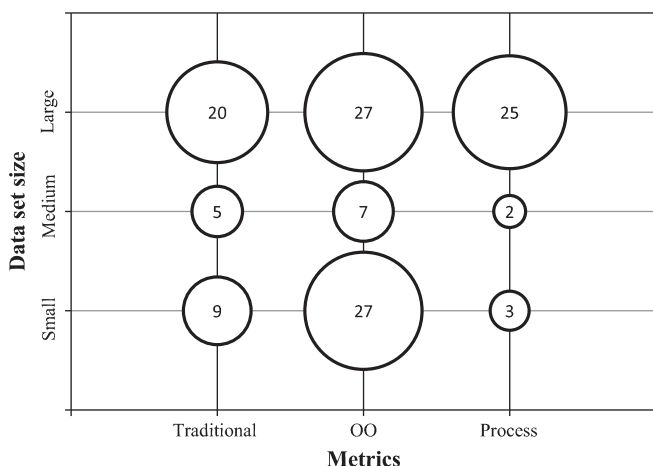 Data set size
Large
Medium
Small
20 27 25
5 7 2
9 27 3
Traditional OO Process
Metrics